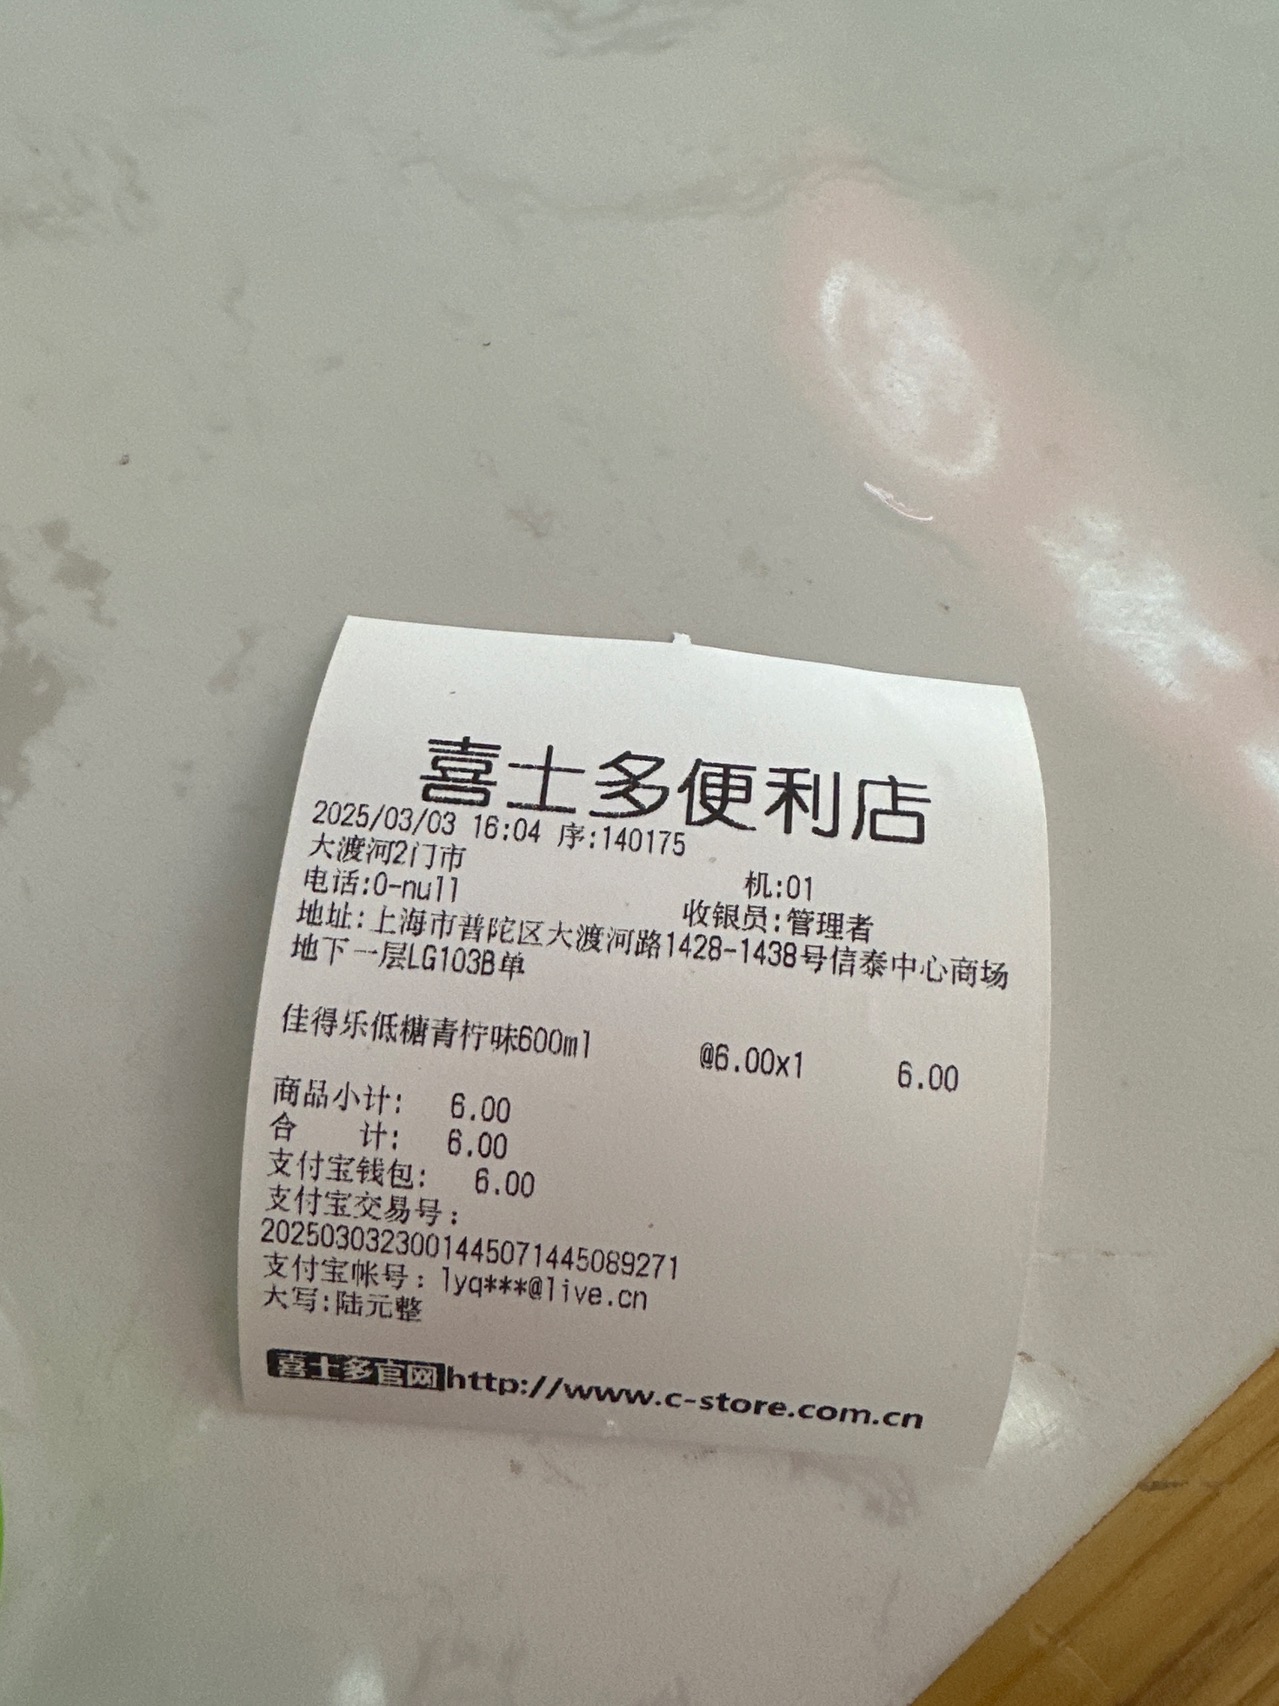 喜士多便利店
2025/03/03 16:04 序:140175
大渡河2门市 机:01
电话:0-null 收银员:管理者
地址:上海市普陀区大渡河路1428-1438号信泰中心商场
地下一层LG103B单
佳得乐低糖青柠味600ml @6.00x1 6.00
商品小计: 6.00
合 计: 6.00
支付宝钱包: 6.00
支付宝交易号:
2025030323001445071445089271
支付宝帐号: lyq***@live.cn
大写:陆元整
喜士多官网http://www.c-store.com.cn